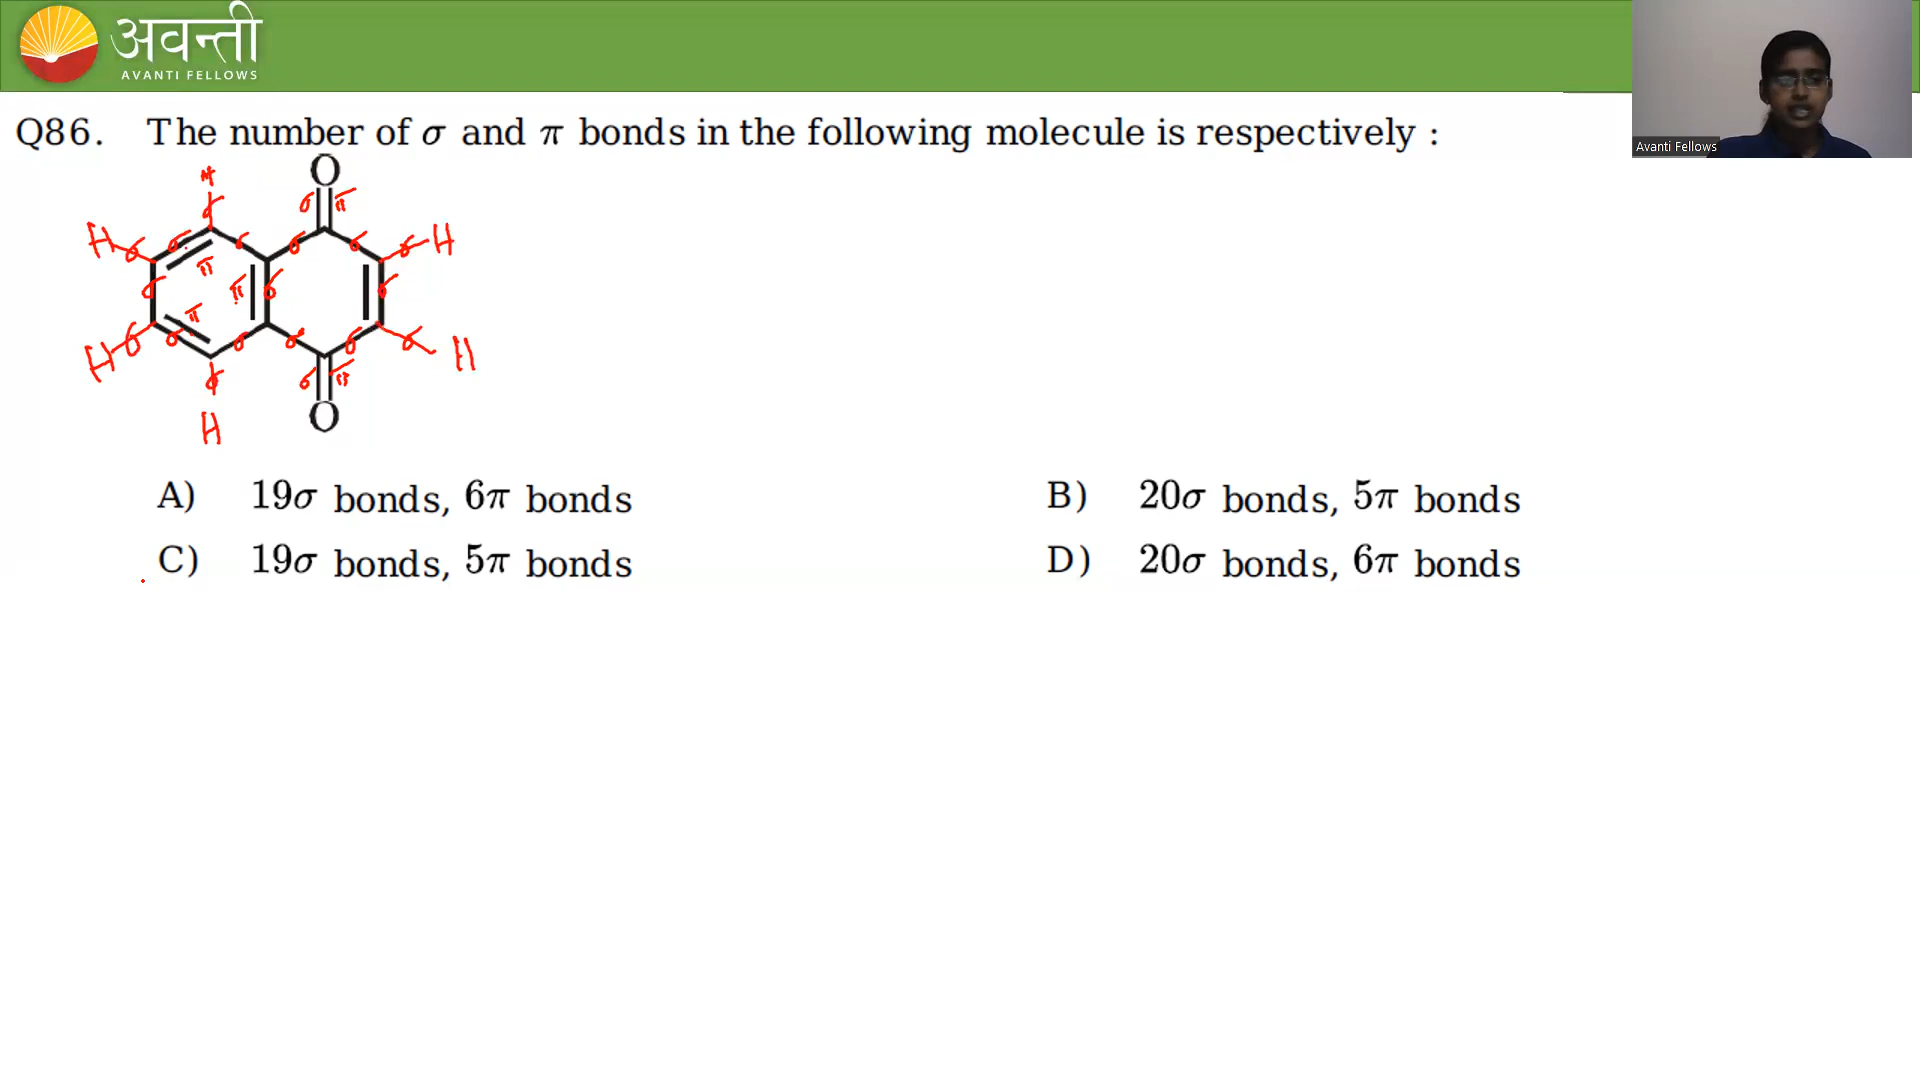 अवन्ती
AVANTI FELLOWS
Avanti Fellows
Q86. The number of σ and π bonds in the following molecule is respectively :
H
O
σ σ π
H σ σ σ σ σ σ H
π
σ π σ σ
π
H σ σ σ σ σ σ H
σ σ π
O
H
A) 19σ bonds, 6π bonds
B) 20σ bonds, 5π bonds
C) 19σ bonds, 5π bonds
D) 20σ bonds, 6π bonds